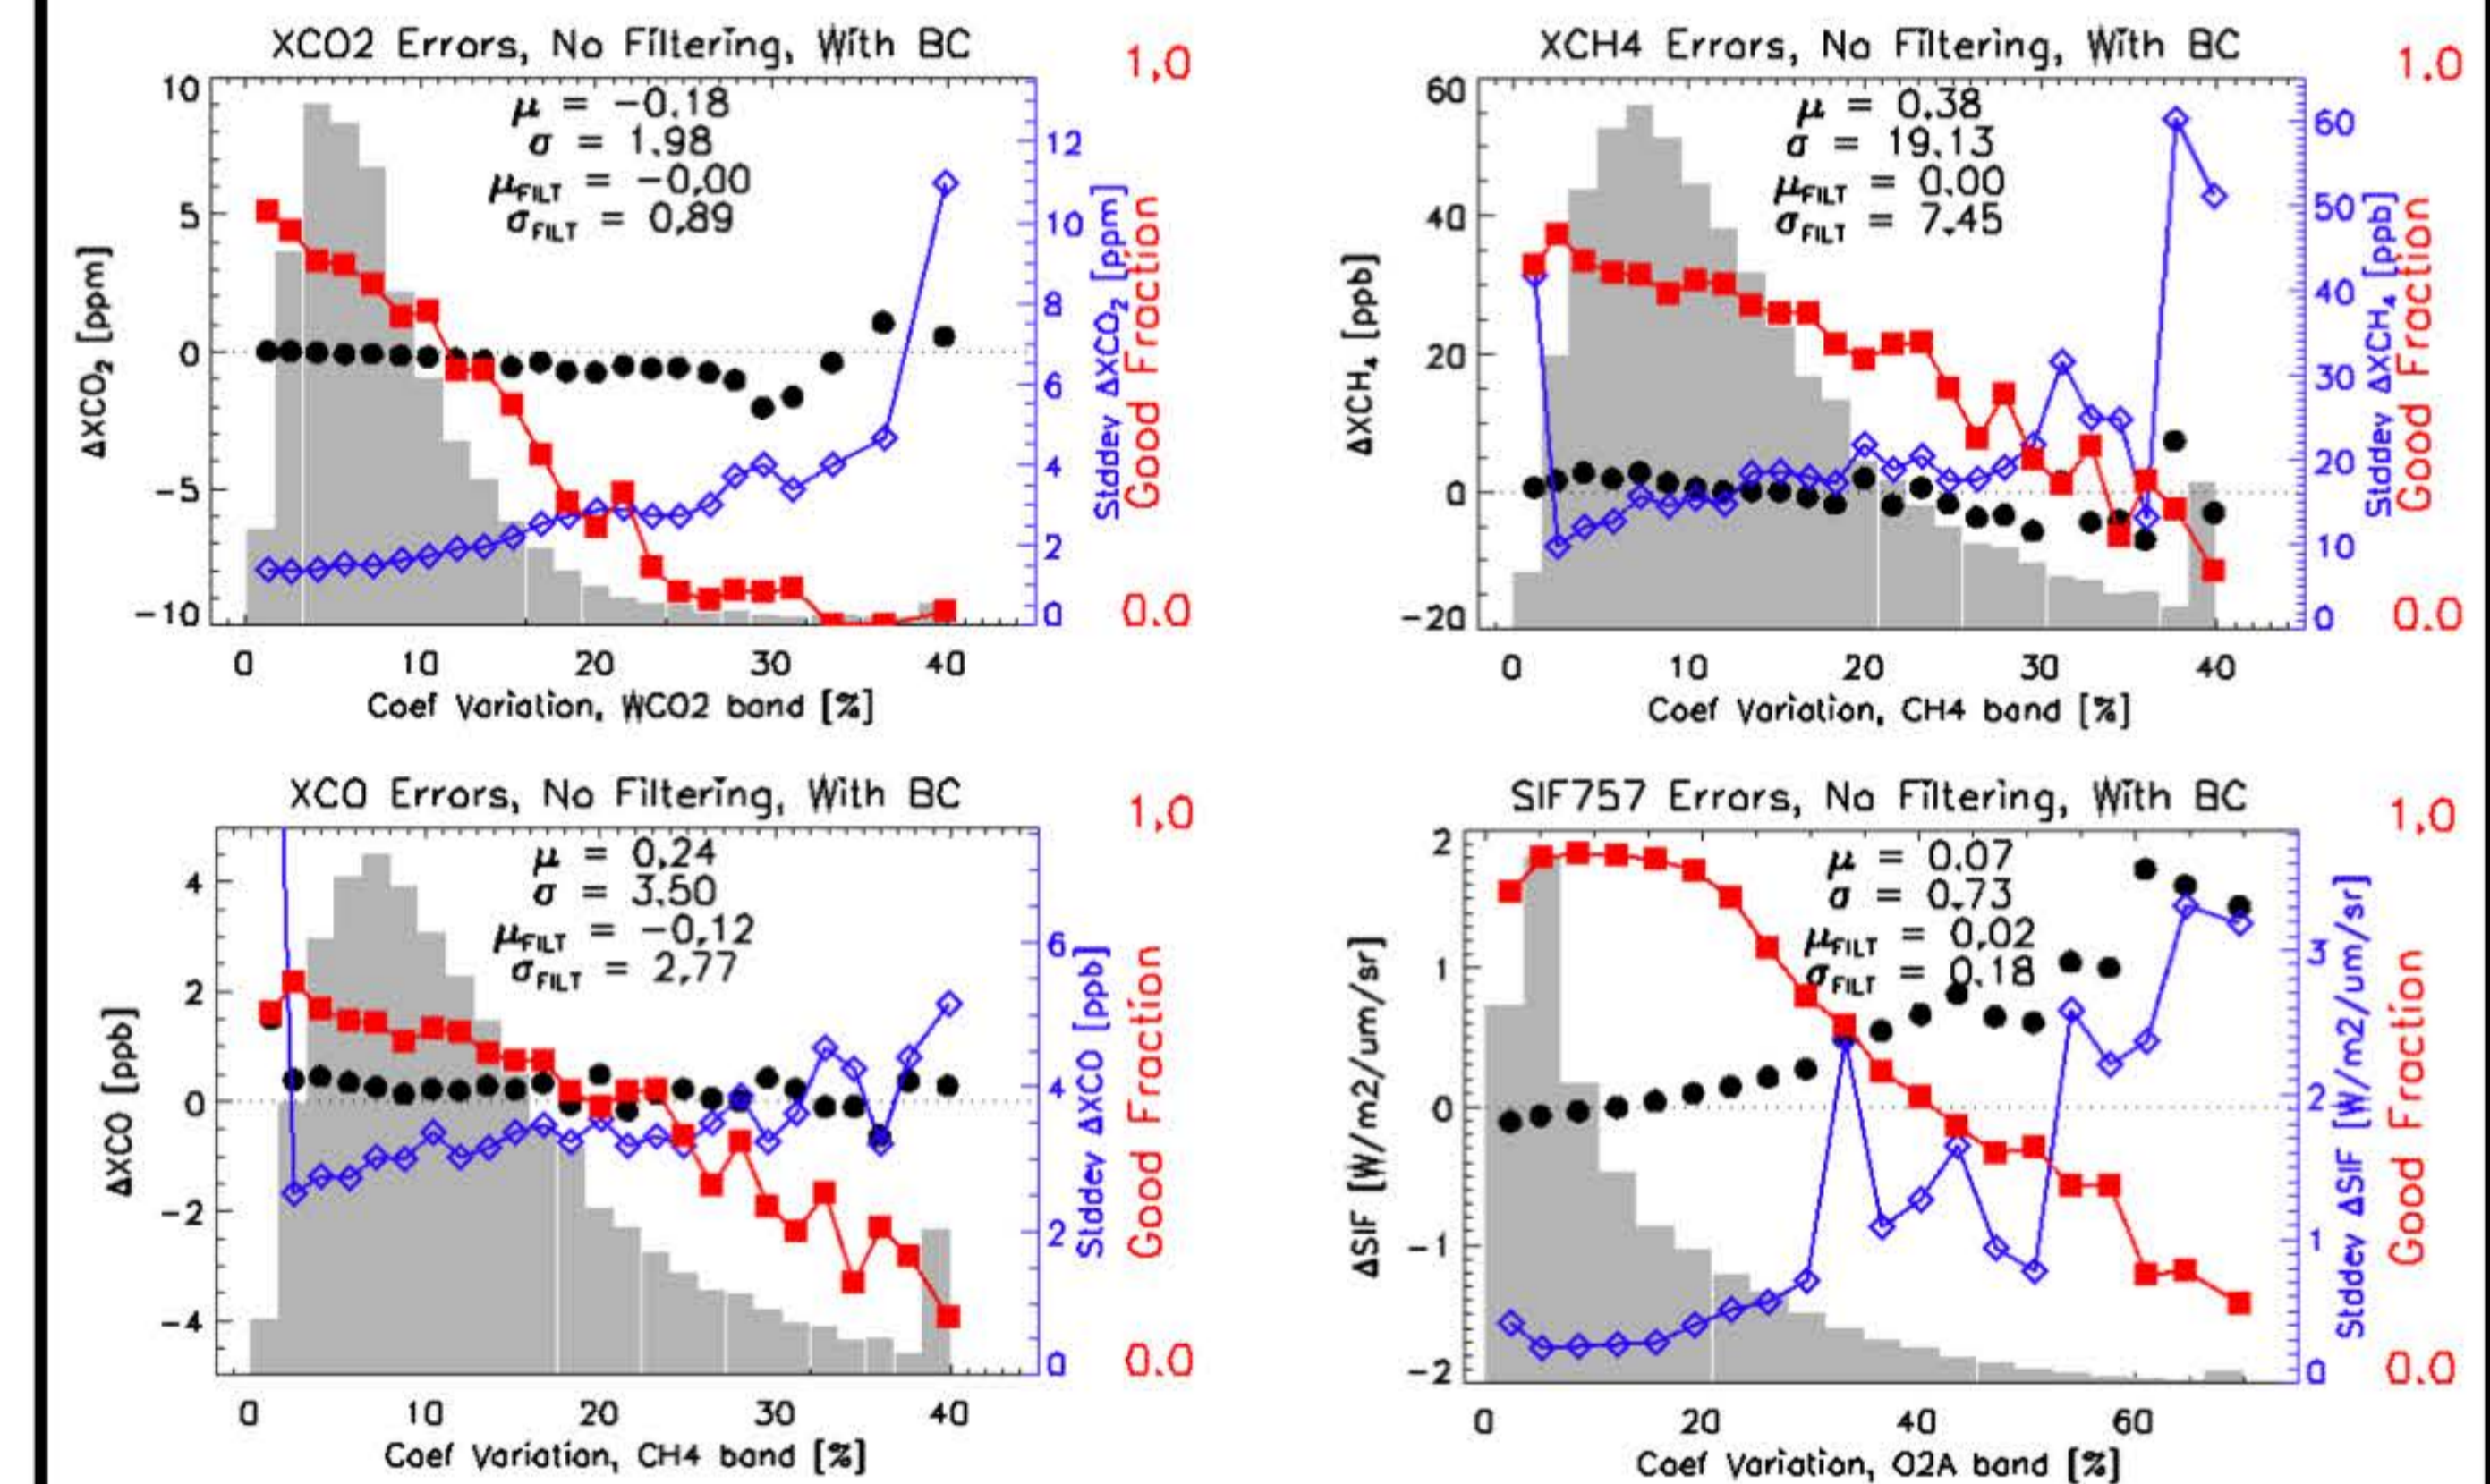 XCO2 Errors, No Filtering, With BC
1.0
10
5
0
-5
-10
μ = -0.18
σ = 1.98
μFILT = -0.00
σFILT = 0.89
12
10
8
6
4
2
0
0.0
ΔXCO2 [ppm]
Stddev ΔXCO2 [ppm]
Good Fraction
0 10 20 30 40
Coef Variation, WCO2 band [%]
XCH4 Errors, No Filtering, With BC
1.0
60
40
20
0
-20
μ = 0.38
σ = 19.13
μFILT = 0.00
σFILT = 7.45
60
50
40
30
20
10
0
0.0
ΔXCH4 [ppb]
Stddev ΔXCH4 [ppb]
Good Fraction
0 10 20 30 40
Coef Variation, CH4 band [%]
XCO Errors, No Filtering, With BC
1.0
4
2
0
-2
-4
μ = 0.24
σ = 3.50
μFILT = -0.12
σFILT = 2.77
6
4
2
0
0.0
ΔXCO [ppb]
Stddev ΔXCO [ppb]
Good Fraction
0 10 20 30 40
Coef Variation, CH4 band [%]
SIF757 Errors, No Filtering, With BC
1.0
2
1
0
-1
-2
μ = 0.07
σ = 0.73
μFILT = 0.02
σFILT = 0.18
3
2
1
0
0.0
ΔSIF [W/m2/um/sr]
Stddev ΔSIF [W/m2/um/sr]
Good Fraction
0 20 40 60
Coef Variation, O2A band [%]